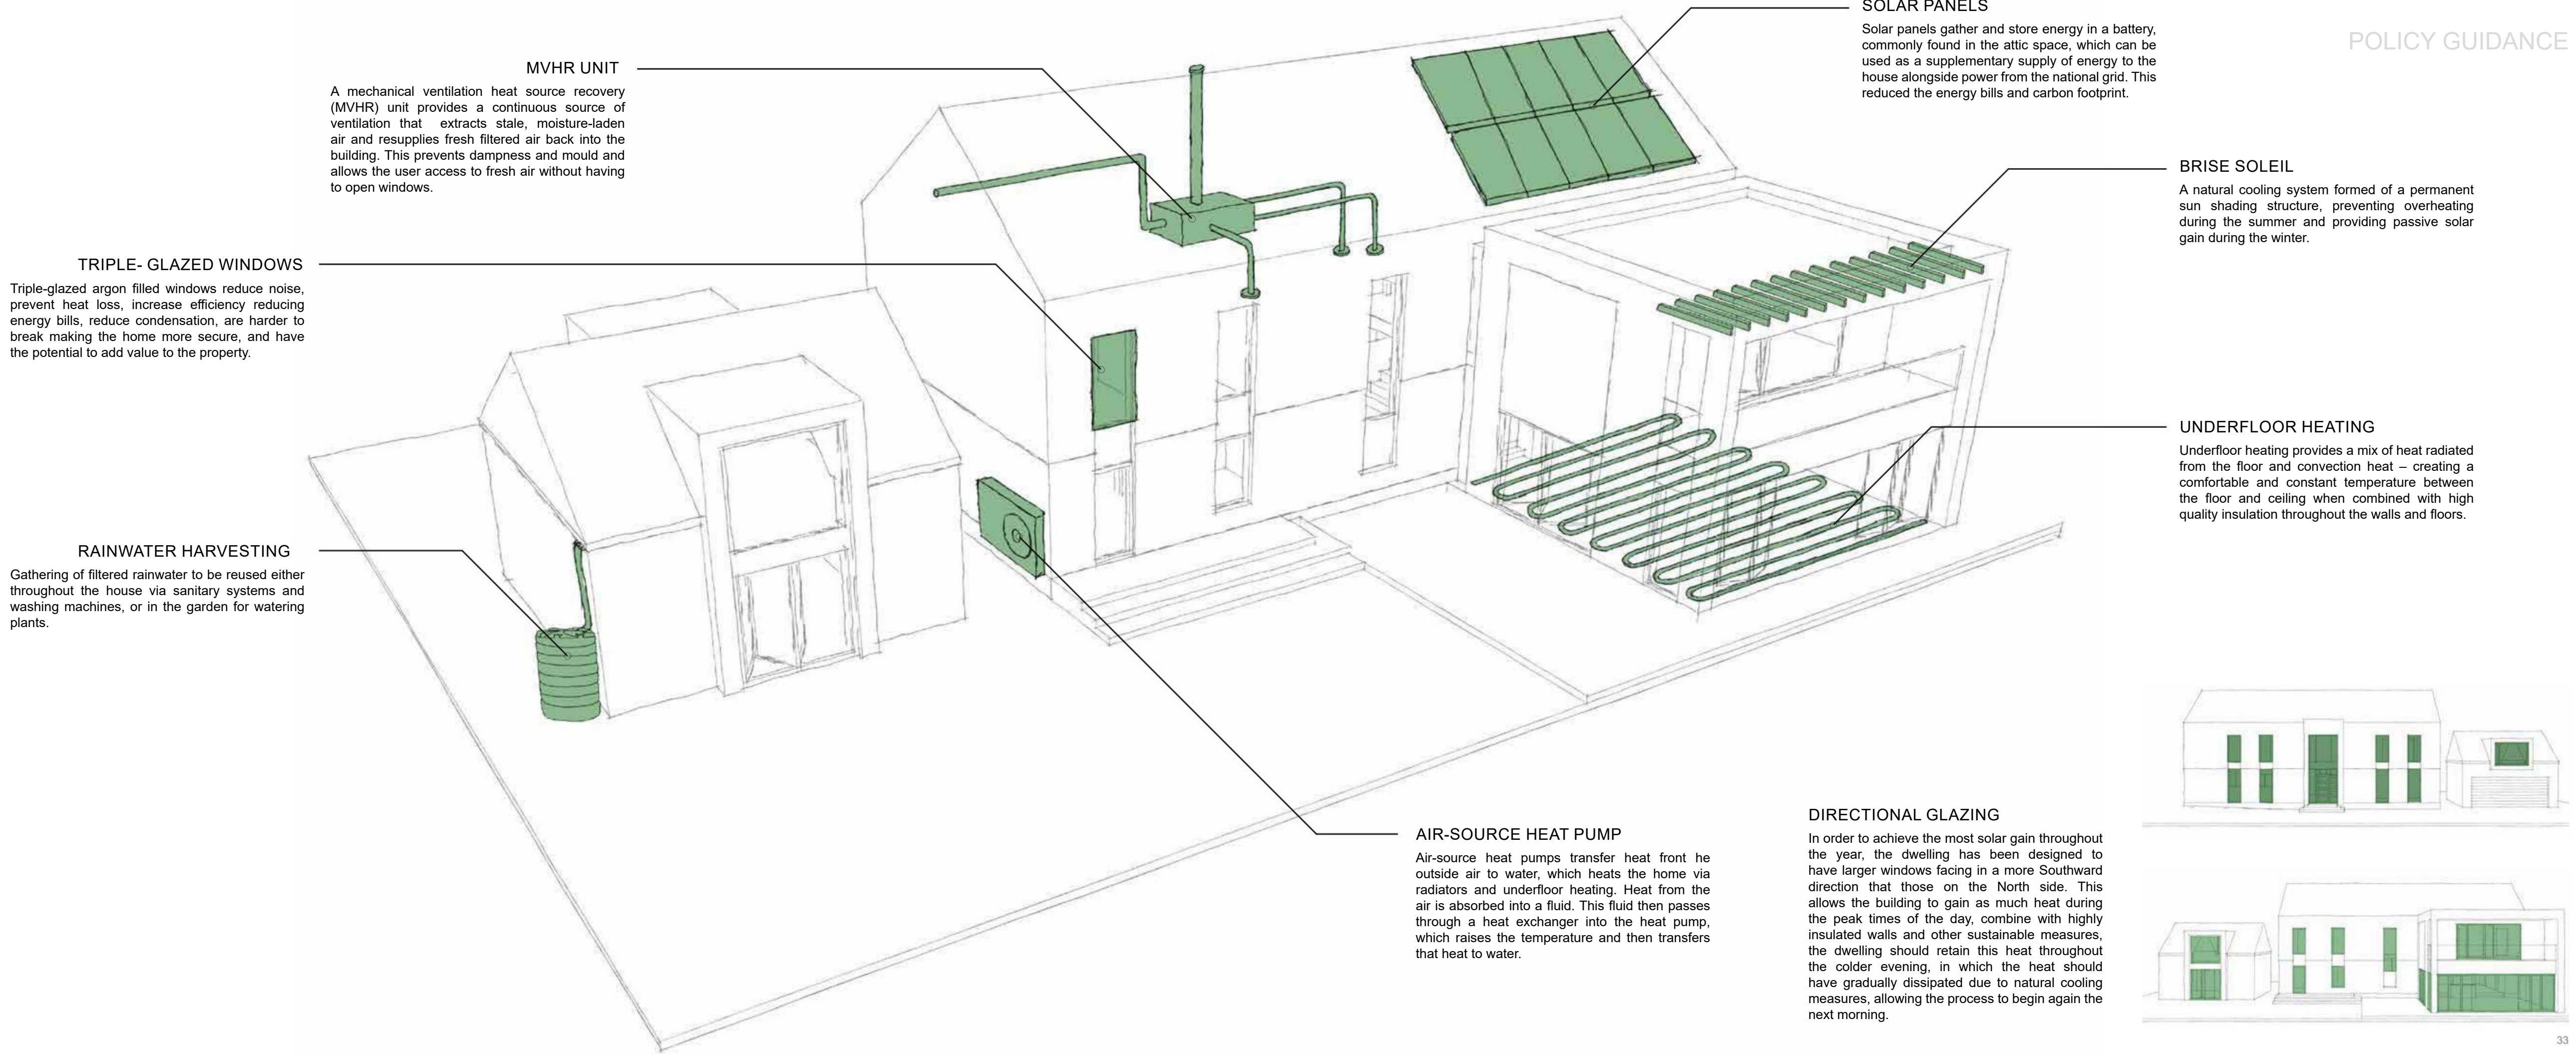 POLICY GUIDANCE
SOLAR PANELS
Solar panels gather and store energy in a battery,
commonly found in the attic space, which can be
used as a supplementary supply of energy to the
house alongside power from the national grid. This
reduced the energy bills and carbon footprint.
MVHR UNIT
A mechanical ventilation heat source recovery
(MVHR) unit provides a continuous source of
ventilation that extracts stale, moisture-laden
air and resupplies fresh filtered air back into the
building. This prevents dampness and mould and
allows the user access to fresh air without having
to open windows.
BRISE SOLEIL
A natural cooling system formed of a permanent
sun shading structure, preventing overheating
during the summer and providing passive solar
gain during the winter.
TRIPLE- GLAZED WINDOWS
Triple-glazed argon filled windows reduce noise,
prevent heat loss, increase efficiency reducing
energy bills, reduce condensation, are harder to
break making the home more secure, and have
the potential to add value to the property.
UNDERFLOOR HEATING
Underfloor heating provides a mix of heat radiated
from the floor and convection heat – creating a
comfortable and constant temperature between
the floor and ceiling when combined with high
quality insulation throughout the walls and floors.
RAINWATER HARVESTING
Gathering of filtered rainwater to be reused either
throughout the house via sanitary systems and
washing machines, or in the garden for watering
plants.
AIR-SOURCE HEAT PUMP
Air-source heat pumps transfer heat front he
outside air to water, which heats the home via
radiators and underfloor heating. Heat from the
air is absorbed into a fluid. This fluid then passes
through a heat exchanger into the heat pump,
which raises the temperature and then transfers
that heat to water.
DIRECTIONAL GLAZING
In order to achieve the most solar gain throughout
the year, the dwelling has been designed to
have larger windows facing in a more Southward
direction that those on the North side. This
allows the building to gain as much heat during
the peak times of the day, combine with highly
insulated walls and other sustainable measures,
the dwelling should retain this heat throughout
the colder evening, in which the heat should
have gradually dissipated due to natural cooling
measures, allowing the process to begin again the
next morning.
33